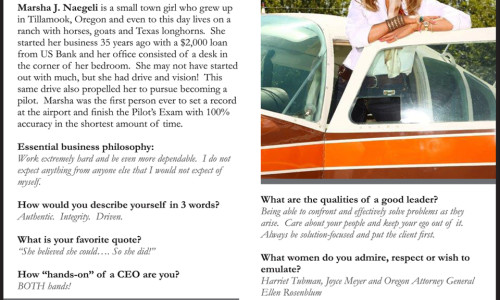 Marsha J. Naegeli is a small town girl who grew up
in Tillamook, Oregon and even to this day lives on a
ranch with horses, goats and Texas longhorns. She
started her business 35 years ago with a $2,000 loan
from US Bank and her office consisted of a desk in
the corner of her bedroom. She may not have started
out with much, but she had drive and vision! This
same drive also propelled her to pursue becoming a
pilot. Marsha was the first person ever to set a record
at the airport and finish the Pilot's Exam with 100%
accuracy in the shortest amount of time.
Essential business philosophy:
Work extremely hard and be even more dependable. I do not
expect anything from anyone else that I would not expect of
myself.
How would you describe yourself in 3 words?
Authentic. Integrity. Driven.
What is your favorite quote?
"She believed she could…. So she did!"
How "hands-on" of a CEO are you?
BOTH hands!
What are the qualities of a good leader?
Being able to confront and effectively solve problems as they
arise. Care about your people and keep your ego out of it.
Always be solution-focused and put the client first.
What women do you admire, respect or wish to
emulate?
Harriet Tubman, Joyce Meyer and Oregon Attorney General
Ellen Rosenblum